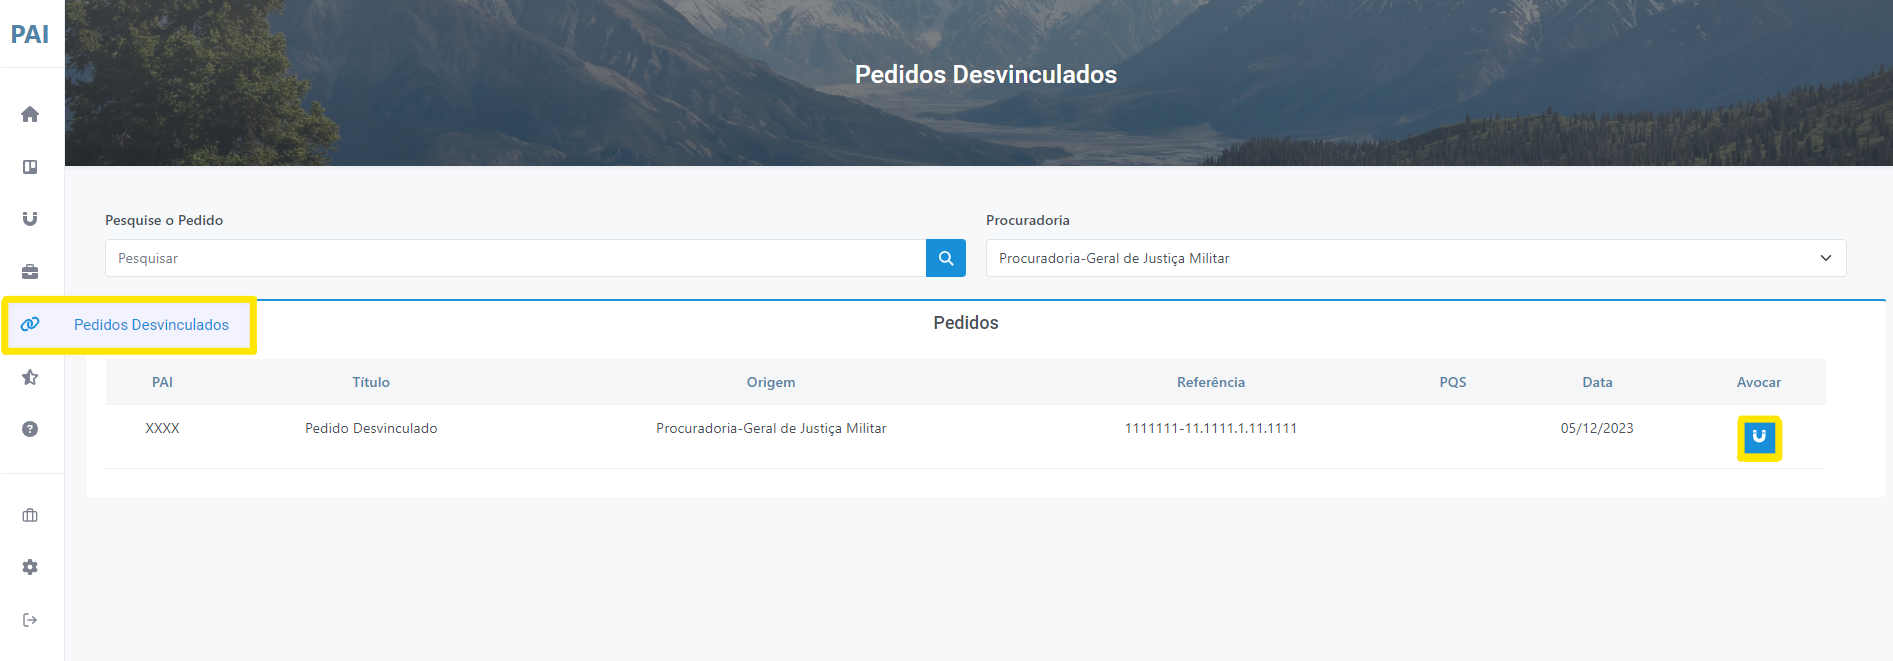 PAI
Pedidos Desvinculados
Pesquise o Pedido
Procuradoria
Pesquisar
Procuradoria-Geral de Justiça Militar
Pedidos Desvinculados
Pedidos
PAI Título Origem Referência PQS Data Avocar
XXXX Pedido Desvinculado Procuradoria-Geral de Justiça Militar 1111111-11.1111.1.11.1111 05/12/2023